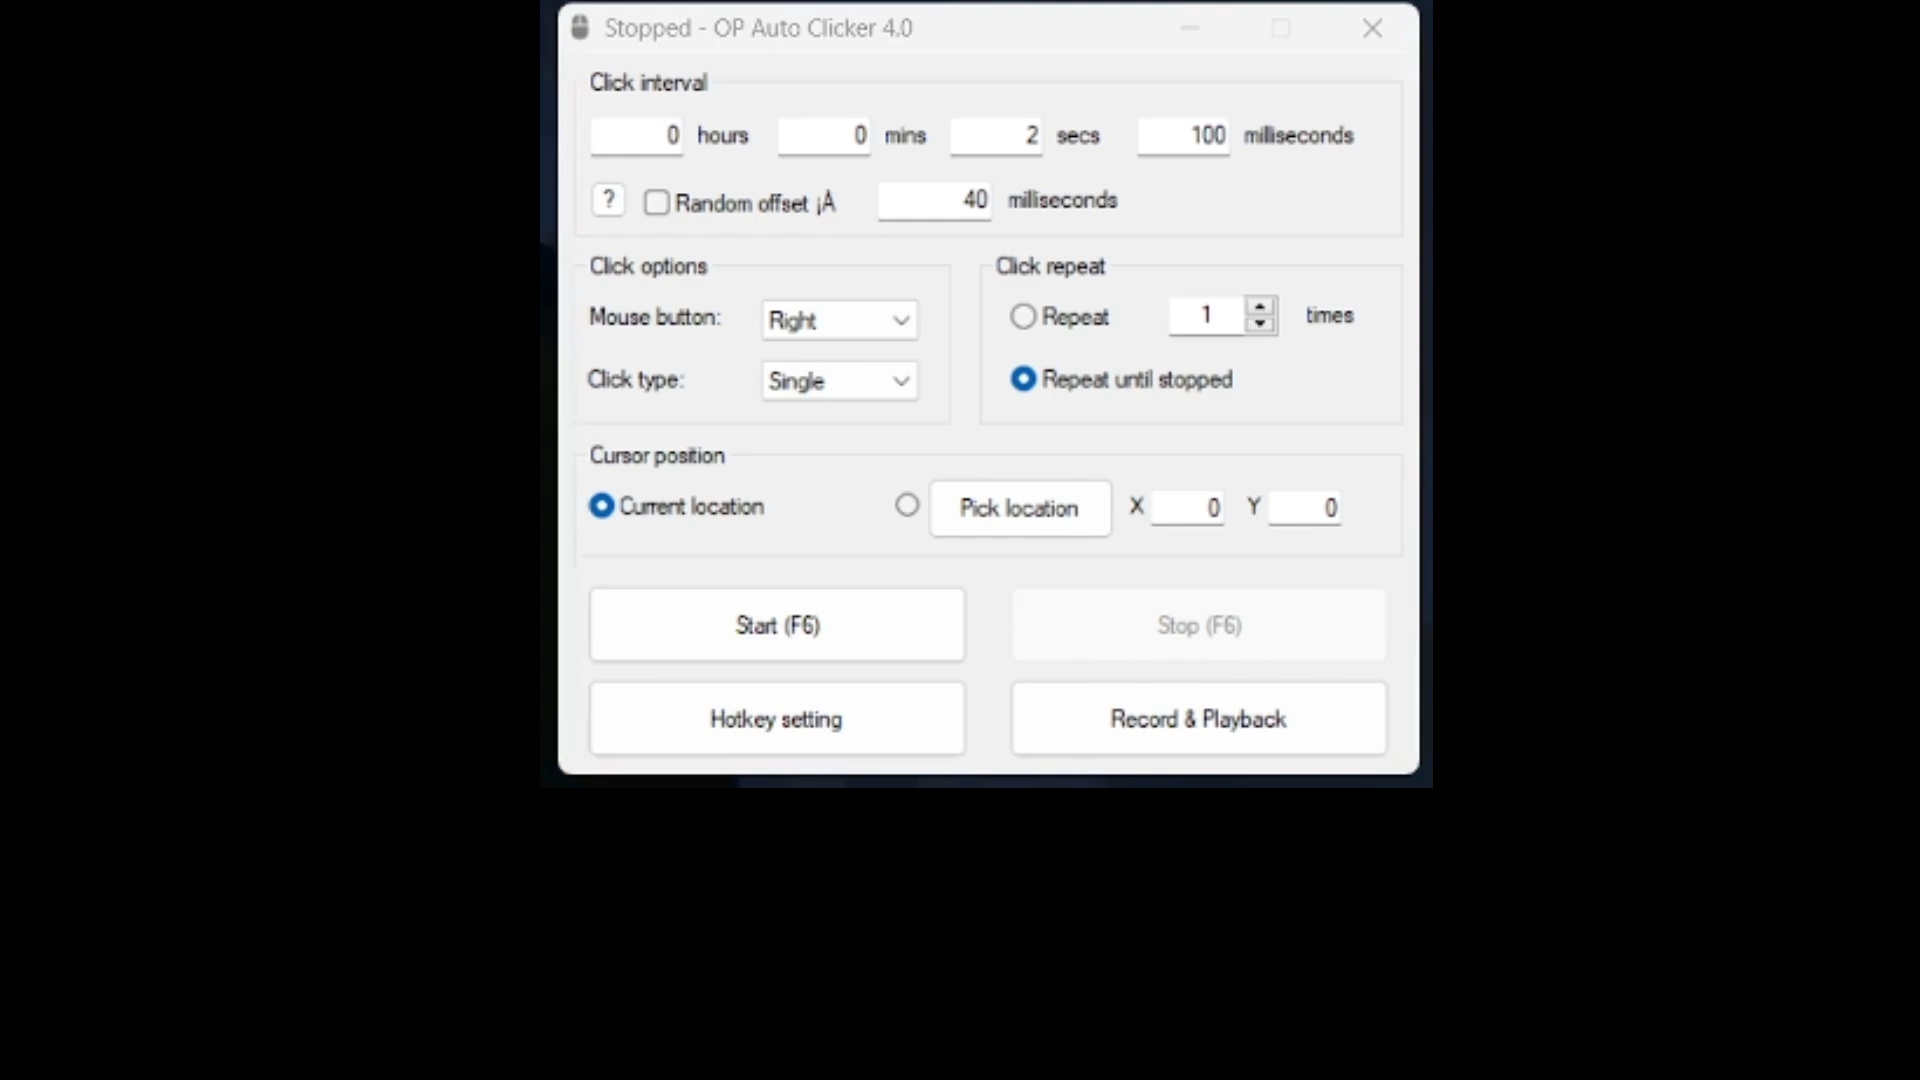 Stopped - OP Auto Clicker 4.0
Click interval
0 hours 0 mins 2 secs 100 milliseconds
? Random offset ¡À 40 milliseconds
Click options
Mouse button: Right
Click type: Single
Click repeat
Repeat 1 times
Repeat until stopped
Cursor position
Current location Pick location X 0 Y 0
Start (F6) Stop (F6)
Hotkey setting Record & Playback